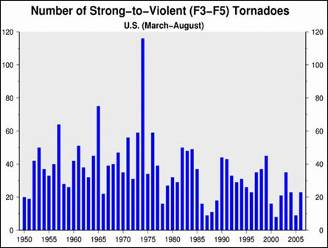 Number of Strong-to-Violent (F3-F5) Tornadoes
U.S. (March-August)
120 120
100 100
80 80
60 60
40 40
20 20
0 0
1950 1955 1960 1965 1970 1975 1980 1985 1990 1995 2000 2005